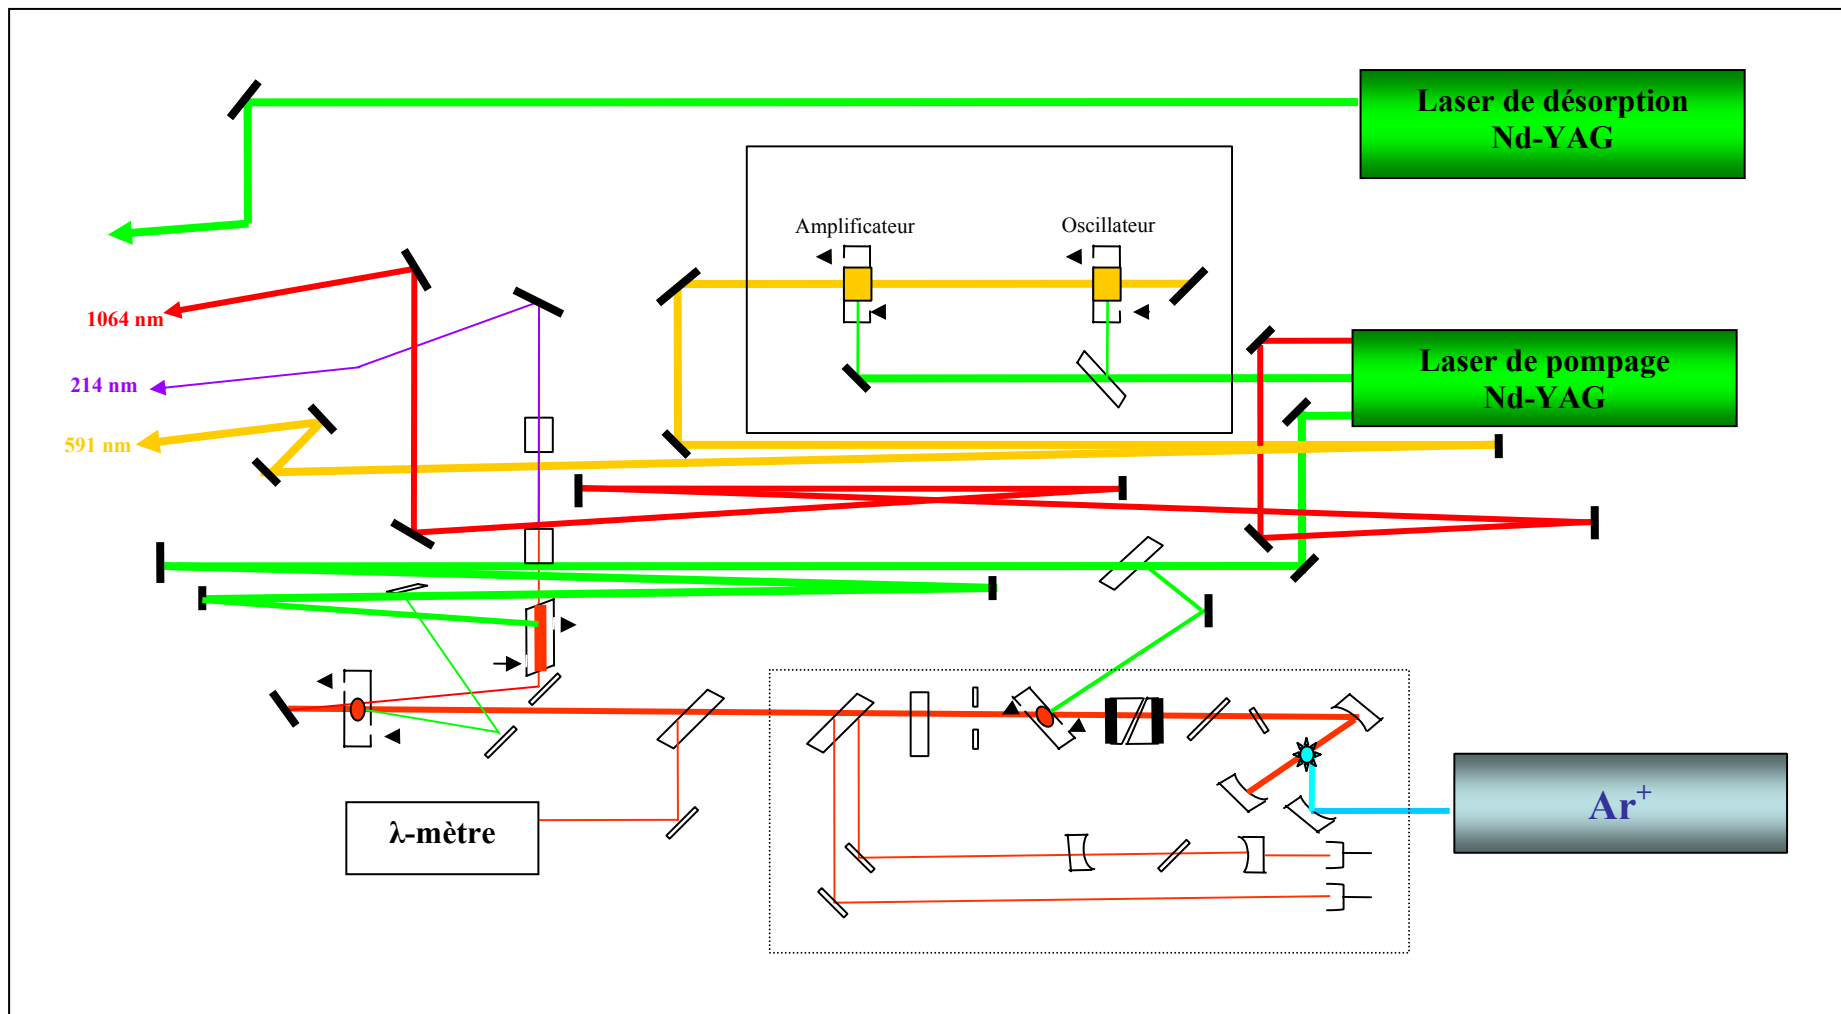 Laser de désorption
Nd-YAG
Amplificateur
Oscillateur
1064 nm
214 nm
591 nm
Laser de pompage
Nd-YAG
λ-mètre
Ar+